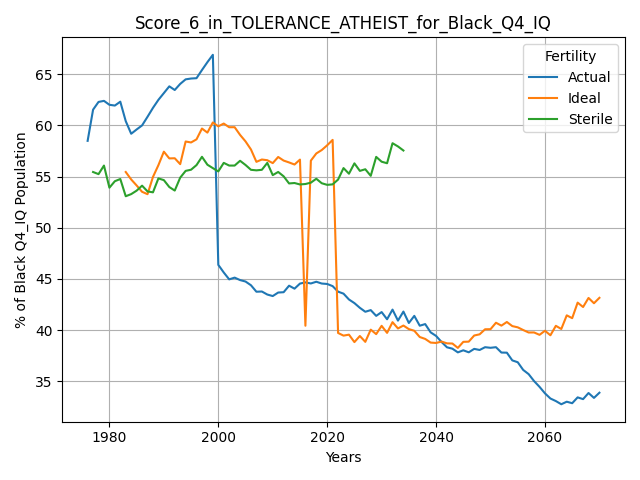 Score_6_in_TOLERANCE_ATHEIST_for_Black_Q4_IQ
Fertility
Actual
Ideal
Sterile
% of Black Q4_IQ Population
65
60
55
50
45
40
35
1980
2000
2020
2040
2060
Years